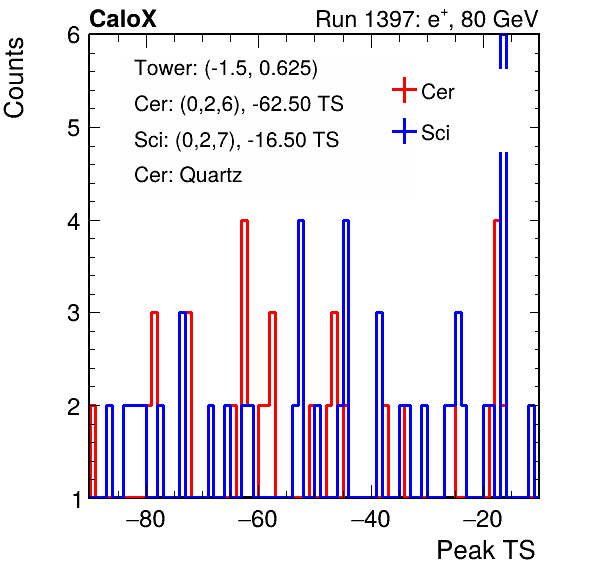 CaloX Run 1397: e⁺, 80 GeV
Counts
6
Tower: (-1.5, 0.625)
Cer: (0,2,6), -62.50 TS
Cer
Sci: (0,2,7), -16.50 TS
Sci
Cer: Quartz
5
4
3
2
1
−80 −60 −40 −20
Peak TS